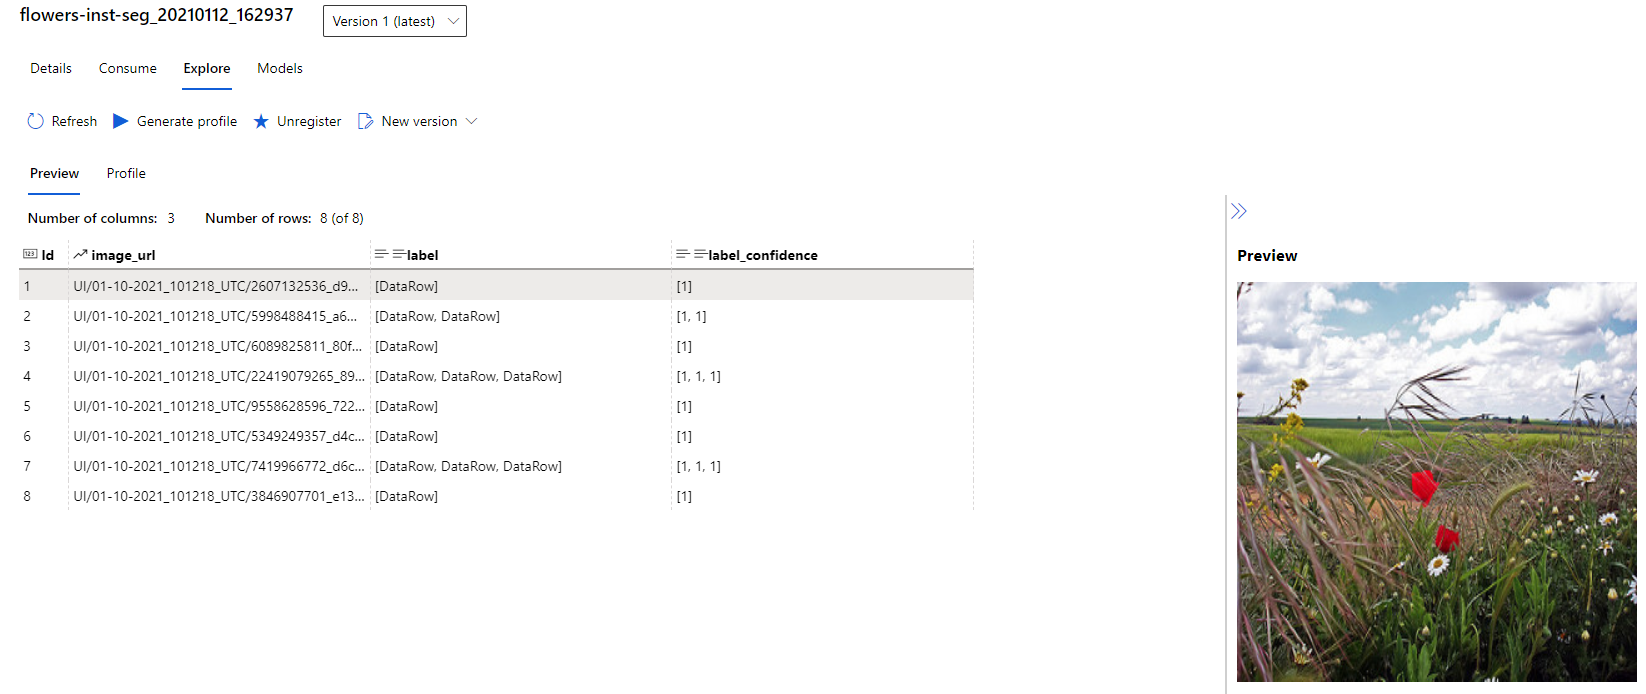 flowers-inst-seg_20210112_162937 Version 1 (latest)
Details Consume Explore Models
Refresh Generate profile Unregister New version
Preview Profile
Number of columns: 3 Number of rows: 8 (of 8)
Id image_url label label_confidence
1 UI/01-10-2021_101218_UTC/2607132536_d9... [DataRow] [1]
2 UI/01-10-2021_101218_UTC/5998488415_a6... [DataRow, DataRow] [1, 1]
3 UI/01-10-2021_101218_UTC/6089825811_80f... [DataRow] [1]
4 UI/01-10-2021_101218_UTC/22419079265_89... [DataRow, DataRow, DataRow] [1, 1, 1]
5 UI/01-10-2021_101218_UTC/9558628596_722... [DataRow] [1]
6 UI/01-10-2021_101218_UTC/5349249357_d4c... [DataRow] [1]
7 UI/01-10-2021_101218_UTC/7419966772_d6c... [DataRow, DataRow, DataRow] [1, 1, 1]
8 UI/01-10-2021_101218_UTC/3846907701_e13... [DataRow] [1]
Preview